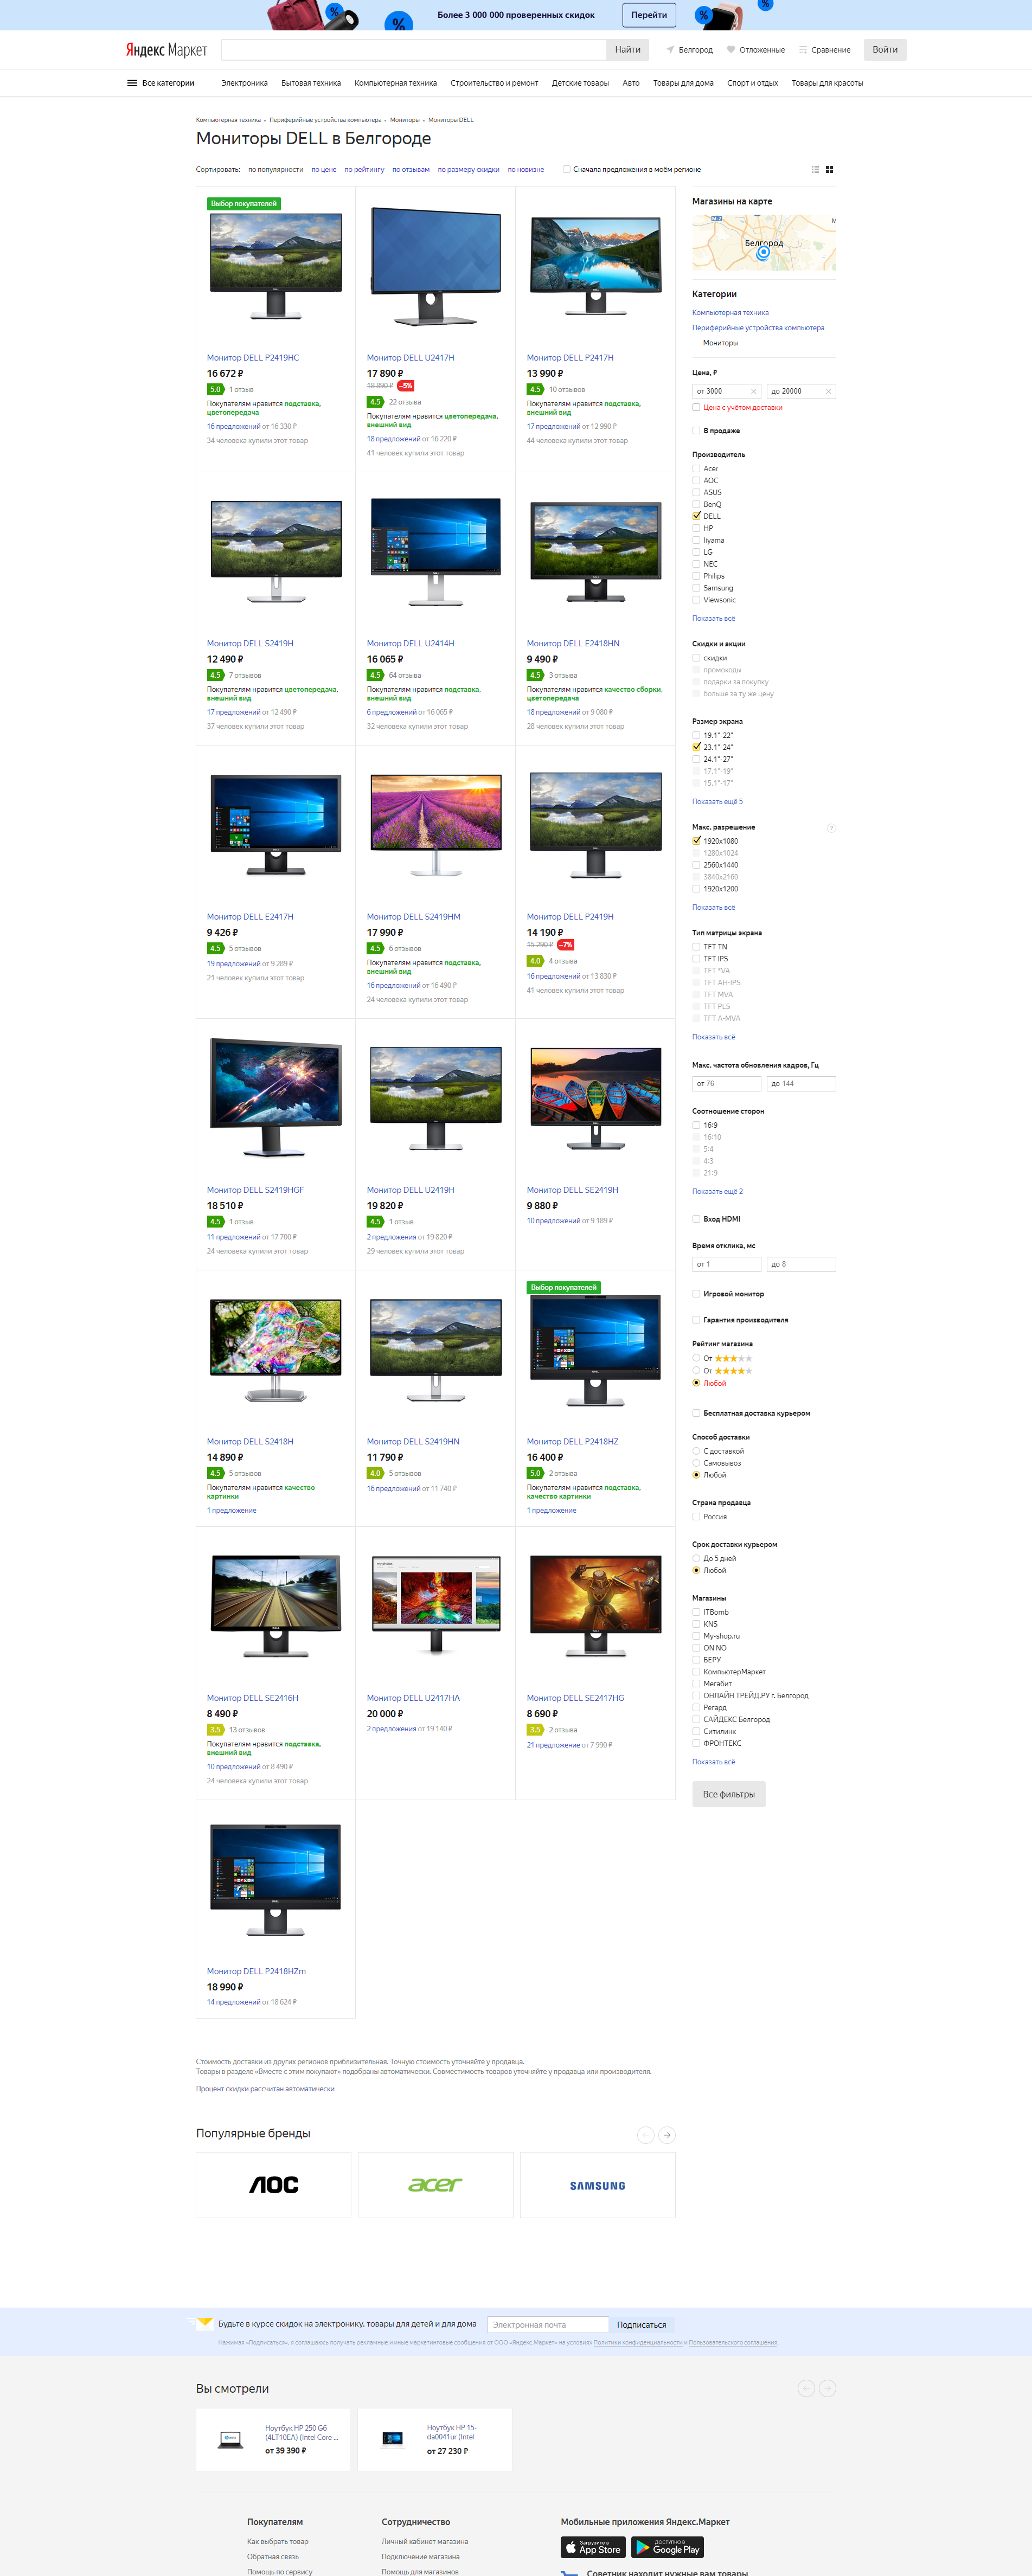 Более 3 000 000 проверенных скидок
Перейти
Яндекс Маркет
Найти
Белгород
Отложенные
Сравнение
Войти
Все категории
Электроника
Бытовая техника
Компьютерная техника
Строительство и ремонт
Детские товары
Авто
Товары для дома
Спорт и отдых
Товары для красоты
Компьютерная техника
Периферийные устройства компьютера
Мониторы
Мониторы DELL
Мониторы DELL в Белгороде
Сортировать: по популярности по цене по рейтингу по отзывам по размеру скидки по новизне
Сначала предложения в моём регионе
Выбор покупателей
Монитор DELL P2419HC
16 672 ₽
5.0 1 отзыв
Покупателям нравится подставка,
цветопередача
16 предложений от 16 330 ₽
34 человека купили этот товар
Монитор DELL U2417H
17 890 ₽
18 890 ₽ -5%
4.5 22 отзыва
Покупателям нравится цветопередача,
внешний вид
18 предложений от 16 220 ₽
41 человек купили этот товар
Монитор DELL P2417H
13 990 ₽
4.5 10 отзывов
Покупателям нравится подставка,
внешний вид
17 предложений от 12 990 ₽
44 человека купили этот товар
Монитор DELL S2419H
12 490 ₽
4.5 7 отзывов
Покупателям нравится цветопередача,
внешний вид
17 предложений от 12 490 ₽
37 человек купили этот товар
Монитор DELL U2414H
16 065 ₽
4.5 64 отзыва
Покупателям нравится подставка,
внешний вид
6 предложений от 16 065 ₽
32 человека купили этот товар
Монитор DELL E2418HN
9 490 ₽
4.5 3 отзыва
Покупателям нравится качество сборки,
цветопередача
18 предложений от 9 080 ₽
28 человек купили этот товар
Монитор DELL E2417H
9 426 ₽
4.5 5 отзывов
19 предложений от 9 289 ₽
21 человек купили этот товар
Монитор DELL S2419HM
17 990 ₽
4.5 6 отзывов
Покупателям нравится подставка,
внешний вид
16 предложений от 16 490 ₽
24 человека купили этот товар
Монитор DELL P2419H
14 190 ₽
15 290 ₽ -7%
4.0 4 отзыва
16 предложений от 13 830 ₽
41 человек купили этот товар
Монитор DELL S2419HGF
18 510 ₽
4.5 1 отзыв
11 предложений от 17 700 ₽
24 человека купили этот товар
Монитор DELL U2419H
19 820 ₽
4.5 1 отзыв
2 предложения от 19 820 ₽
29 человек купили этот товар
Монитор DELL SE2419H
9 880 ₽
10 предложений от 9 189 ₽
Монитор DELL S2418H
14 890 ₽
4.5 5 отзывов
Покупателям нравится качество
картинки
1 предложение
Монитор DELL S2419HN
11 790 ₽
4.0 5 отзывов
16 предложений от 11 740 ₽
Выбор покупателей
Монитор DELL P2418HZ
16 400 ₽
5.0 2 отзыва
Покупателям нравится подставка,
качество картинки
1 предложение
Монитор DELL SE2416H
8 490 ₽
3.5 13 отзывов
Покупателям нравится подставка,
внешний вид
10 предложений от 8 490 ₽
24 человека купили этот товар
Монитор DELL U2417HA
20 000 ₽
2 предложения от 19 140 ₽
Монитор DELL SE2417HG
8 690 ₽
3.5 2 отзыва
21 предложение от 7 990 ₽
Монитор DELL P2418HZm
18 990 ₽
14 предложений от 18 624 ₽
Магазины на карте
Белгород
Категории
Компьютерная техника
Периферийные устройства компьютера
Мониторы
Цена, ₽
от 3000 до 20000
Цена с учётом доставки
В продаже
Производитель
Acer
AOC
ASUS
BenQ
DELL
HP
Iiyama
LG
NEC
Philips
Samsung
Viewsonic
Показать всё
Скидки и акции
скидки
промокоды
подарки за покупку
больше за ту же цену
Размер экрана
19.1"-22"
23.1"-24"
24.1"-27"
17.1"-19"
15.1"-17"
Показать ещё 5
Макс. разрешение ?
1920x1080
1280x1024
2560x1440
3840x2160
1920x1200
Показать всё
Тип матрицы экрана
TFT TN
TFT IPS
TFT *VA
TFT AH-IPS
TFT MVA
TFT PLS
TFT A-MVA
Показать всё
Макс. частота обновления кадров, Гц
от 76 до 144
Соотношение сторон
16:9
16:10
5:4
4:3
21:9
Показать ещё 2
Вход HDMI
Время отклика, мс
от 1 до 8
Игровой монитор
Гарантия производителя
Рейтинг магазина
От ★★★★★
От ★★★★★
Любой
Бесплатная доставка курьером
Способ доставки
С доставкой
Самовывоз
Любой
Страна продавца
Россия
Срок доставки курьером
До 5 дней
Любой
Магазины
ITBomb
KNS
My-shop.ru
ON NO
БЕРУ
КомпьютерМаркет
Мегабит
ОНЛАЙН ТРЕЙД.РУ г. Белгород
Регард
САЙДЕКС Белгород
Ситилинк
ФРОНТЕКС
Показать всё
Все фильтры
Стоимость доставки из других регионов приблизительная. Точную стоимость уточняйте у продавца.
Товары в разделе «Вместе с этим покупают» подобраны автоматически. Совместимость товаров уточняйте у продавца или производителя.
Процент скидки рассчитан автоматически
Популярные бренды
AOC
acer
SAMSUNG
Будьте в курсе скидок на электронику, товары для детей и для дома
Электронная почта
Подписаться
Нажимая «Подписаться», я соглашаюсь получать рекламные и иные маркетинговые сообщения от ООО «Яндекс.Маркет» на условиях Политики конфиденциальности и Пользовательского соглашения.
Вы смотрели
Ноутбук HP 250 G6
(4LT10EA) (Intel Core ...
от 39 390 ₽
Ноутбук HP 15-
da0041ur (Intel
от 27 230 ₽
Покупателям
Как выбрать товар
Обратная связь
Помощь по сервису
Сотрудничество
Личный кабинет магазина
Подключение магазина
Помощь для магазинов
Мобильные приложения Яндекс.Маркет
Загрузите в
App Store
ДОСТУПНО В
Google Play
Советник находит нужные вам товары